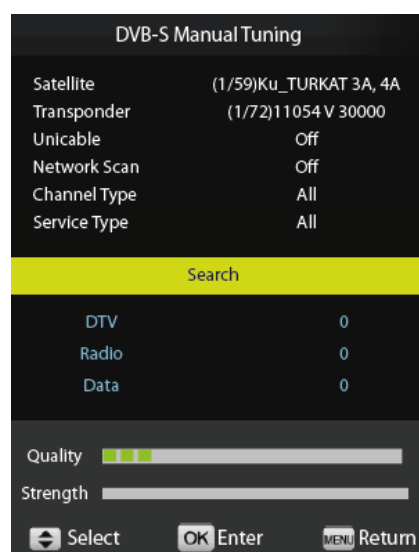 DVB-S Manual Tuning
Satellite (1/59)Ku_TURKAT 3A, 4A
Transponder (1/72)11054 V 30000
Unicable Off
Network Scan Off
Channel Type All
Service Type All
Search
DTV 0
Radio 0
Data 0
Quality
Strength
Select OK Enter MENU Return